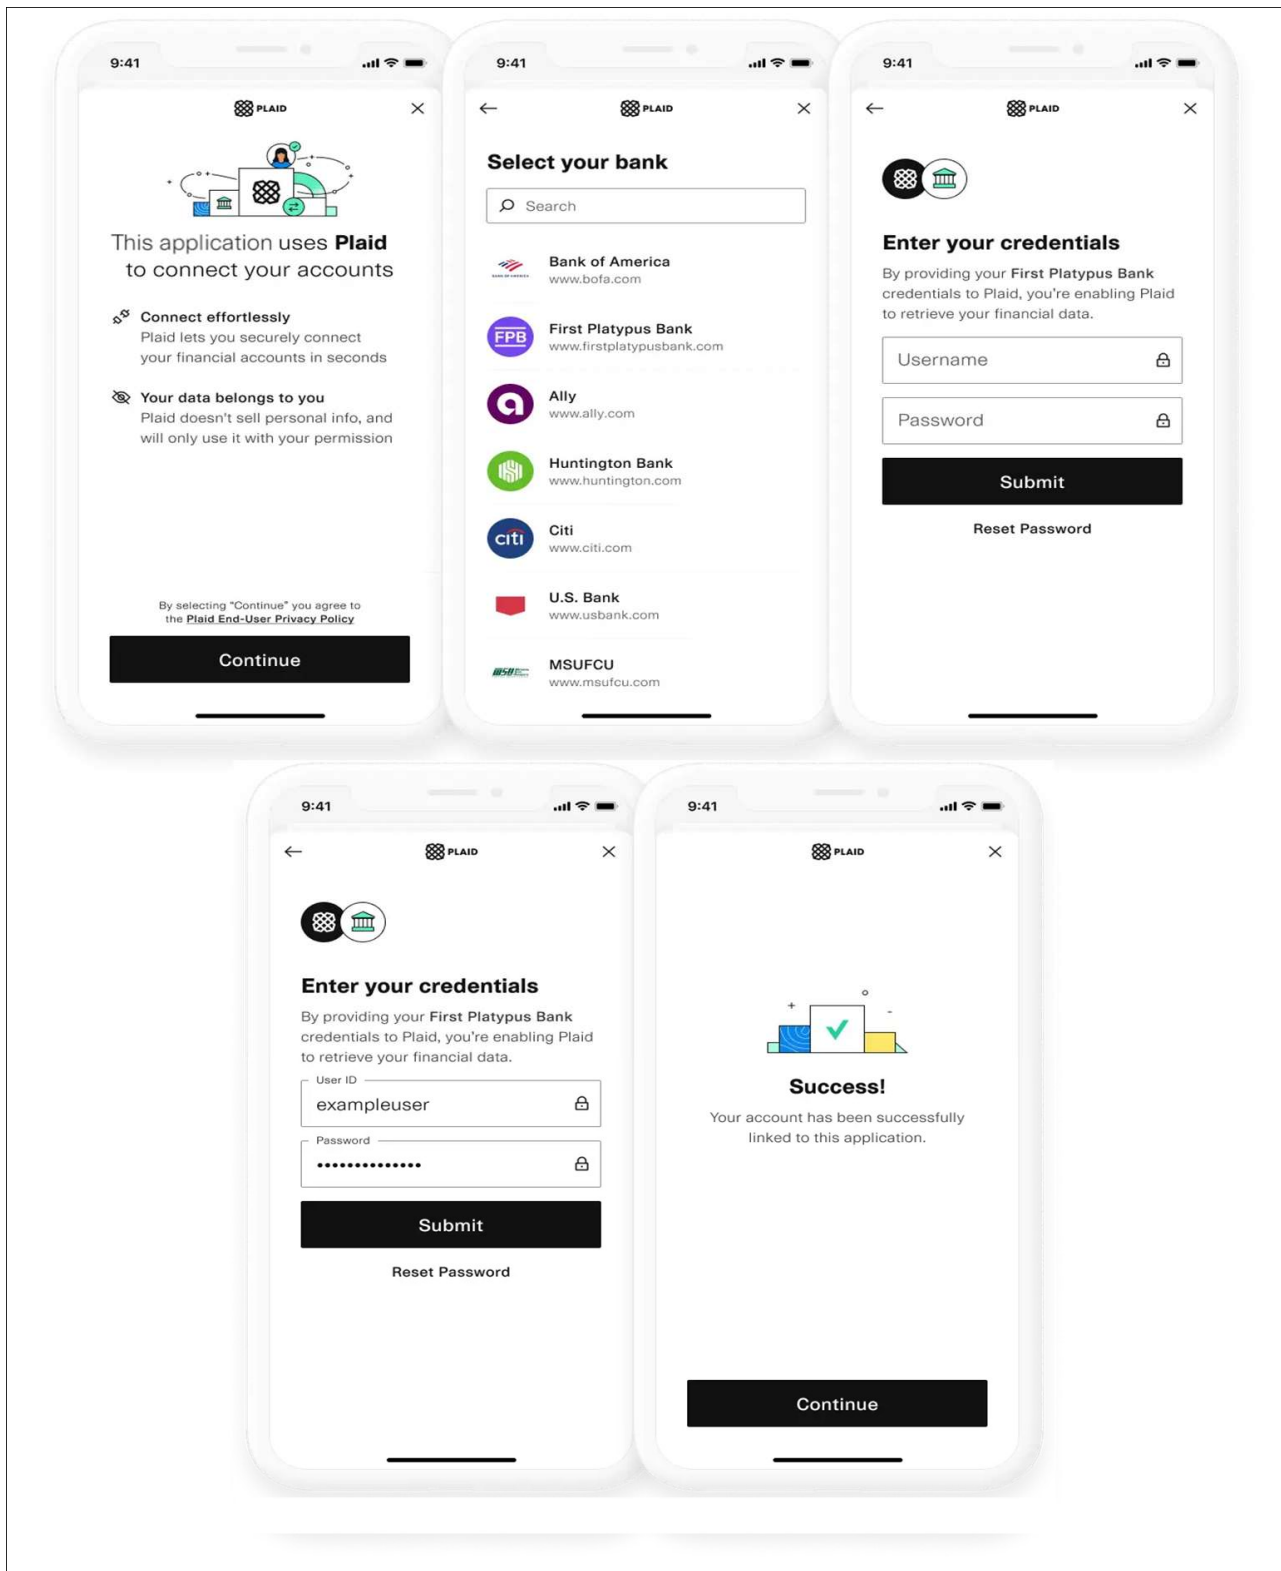 9:41
PLAID
This application uses Plaid
to connect your accounts
Connect effortlessly
Plaid lets you securely connect
your financial accounts in seconds
Your data belongs to you
Plaid doesn't sell personal info, and
will only use it with your permission
By selecting "Continue" you agree to
the Plaid End-User Privacy Policy
Continue
9:41
PLAID
Select your bank
Search
BANK OF AMERICA
Bank of America
www.bofa.com
FPB
First Platypus Bank
www.firstplatypusbank.com
Ally
www.ally.com
Huntington Bank
www.huntington.com
citi
Citi
www.citi.com
U.S. Bank
www.usbank.com
MSUFCU
www.msufcu.com
9:41
PLAID
Enter your credentials
By providing your First Platypus Bank
credentials to Plaid, you're enabling Plaid
to retrieve your financial data.
Username
Password
Submit
Reset Password
9:41
PLAID
Enter your credentials
By providing your First Platypus Bank
credentials to Plaid, you're enabling Plaid
to retrieve your financial data.
User ID
exampleuser
Password
••••••••••••••
Submit
Reset Password
9:41
PLAID
Success!
Your account has been successfully
linked to this application.
Continue